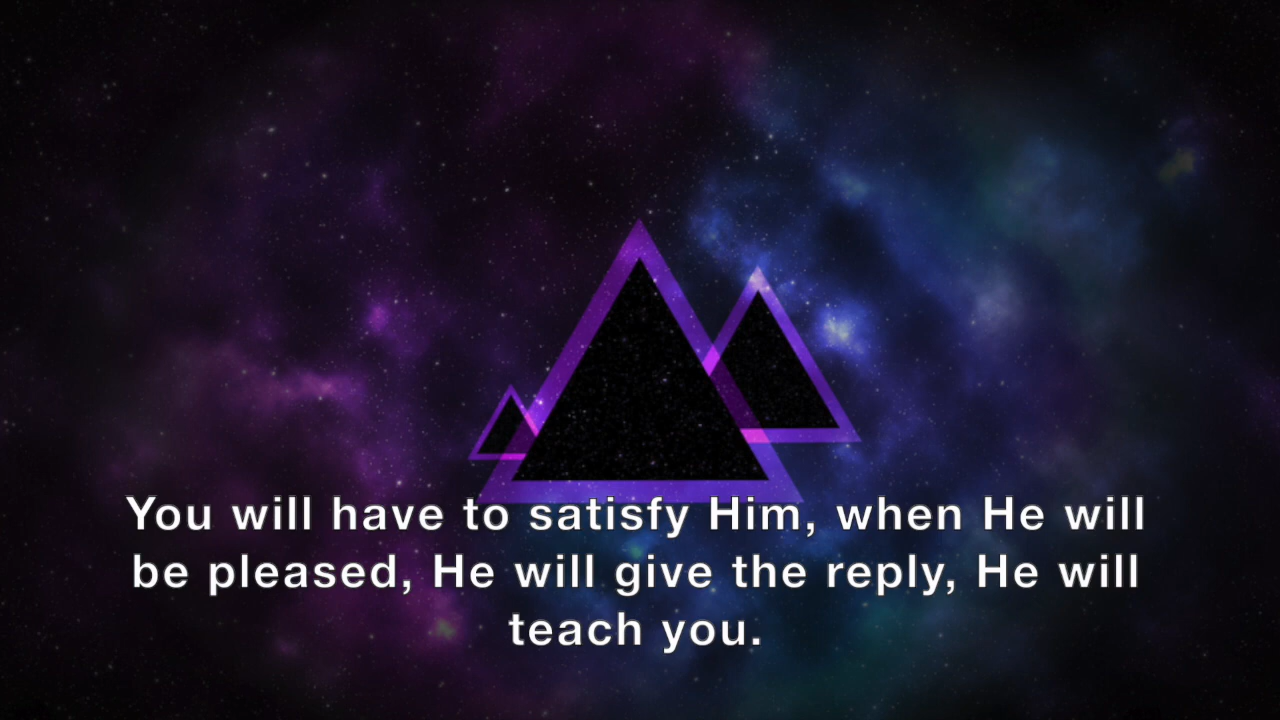 You will have to satisfy Him, when He will
be pleased, He will give the reply, He will
teach you.